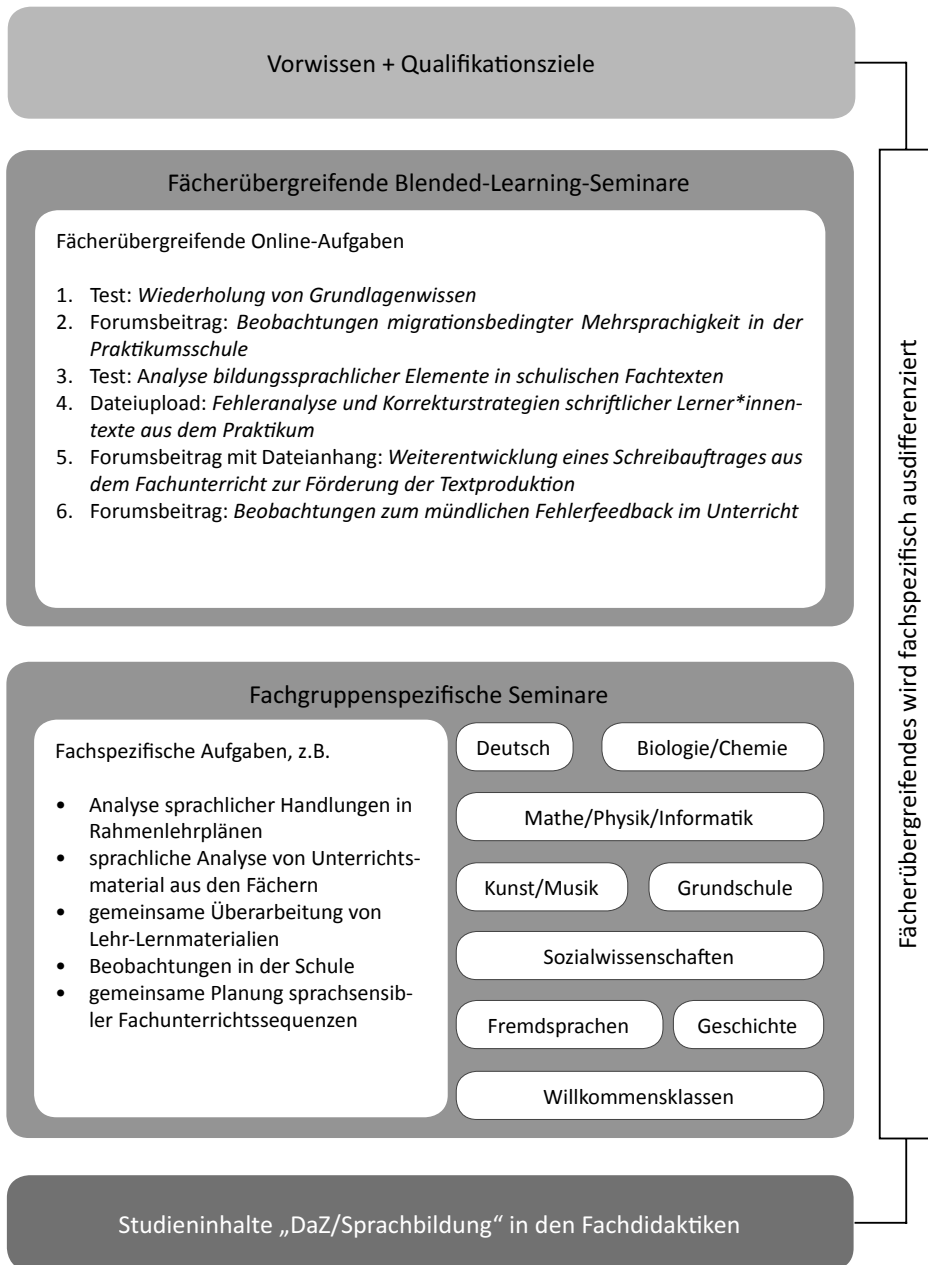 Vorwissen + Qualifikationsziele
Fächerübergreifende Blended-Learning-Seminare
Fächerübergreifende Online-Aufgaben
1. Test: Wiederholung von Grundlagenwissen
2. Forumsbeitrag: Beobachtungen migrationsbedingter Mehrsprachigkeit in der
Praktikumsschule
3. Test: Analyse bildungssprachlicher Elemente in schulischen Fachtexten
4. Dateiupload: Fehleranalyse und Korrekturstrategien schriftlicher Lerner*innen-
texte aus dem Praktikum
5. Forumsbeitrag mit Dateianhang: Weiterentwicklung eines Schreibauftrages aus
dem Fachunterricht zur Förderung der Textproduktion
6. Forumsbeitrag: Beobachtungen zum mündlichen Fehlerfeedback im Unterricht
Fachgruppenspezifische Seminare
Fachspezifische Aufgaben, z.B.
• Analyse sprachlicher Handlungen in
Rahmenlehrplänen
• sprachliche Analyse von Unterrichts-
material aus den Fächern
• gemeinsame Überarbeitung von
Lehr-Lernmaterialien
• Beobachtungen in der Schule
• gemeinsame Planung sprachsensib-
ler Fachunterrichtssequenzen
Deutsch
Biologie/Chemie
Mathe/Physik/Informatik
Kunst/Musik
Grundschule
Sozialwissenschaften
Fremdsprachen
Geschichte
Willkommensklassen
Studieninhalte „DaZ/Sprachbildung“ in den Fachdidaktiken
Fächerübergreifendes wird fachspezifisch ausdifferenziert